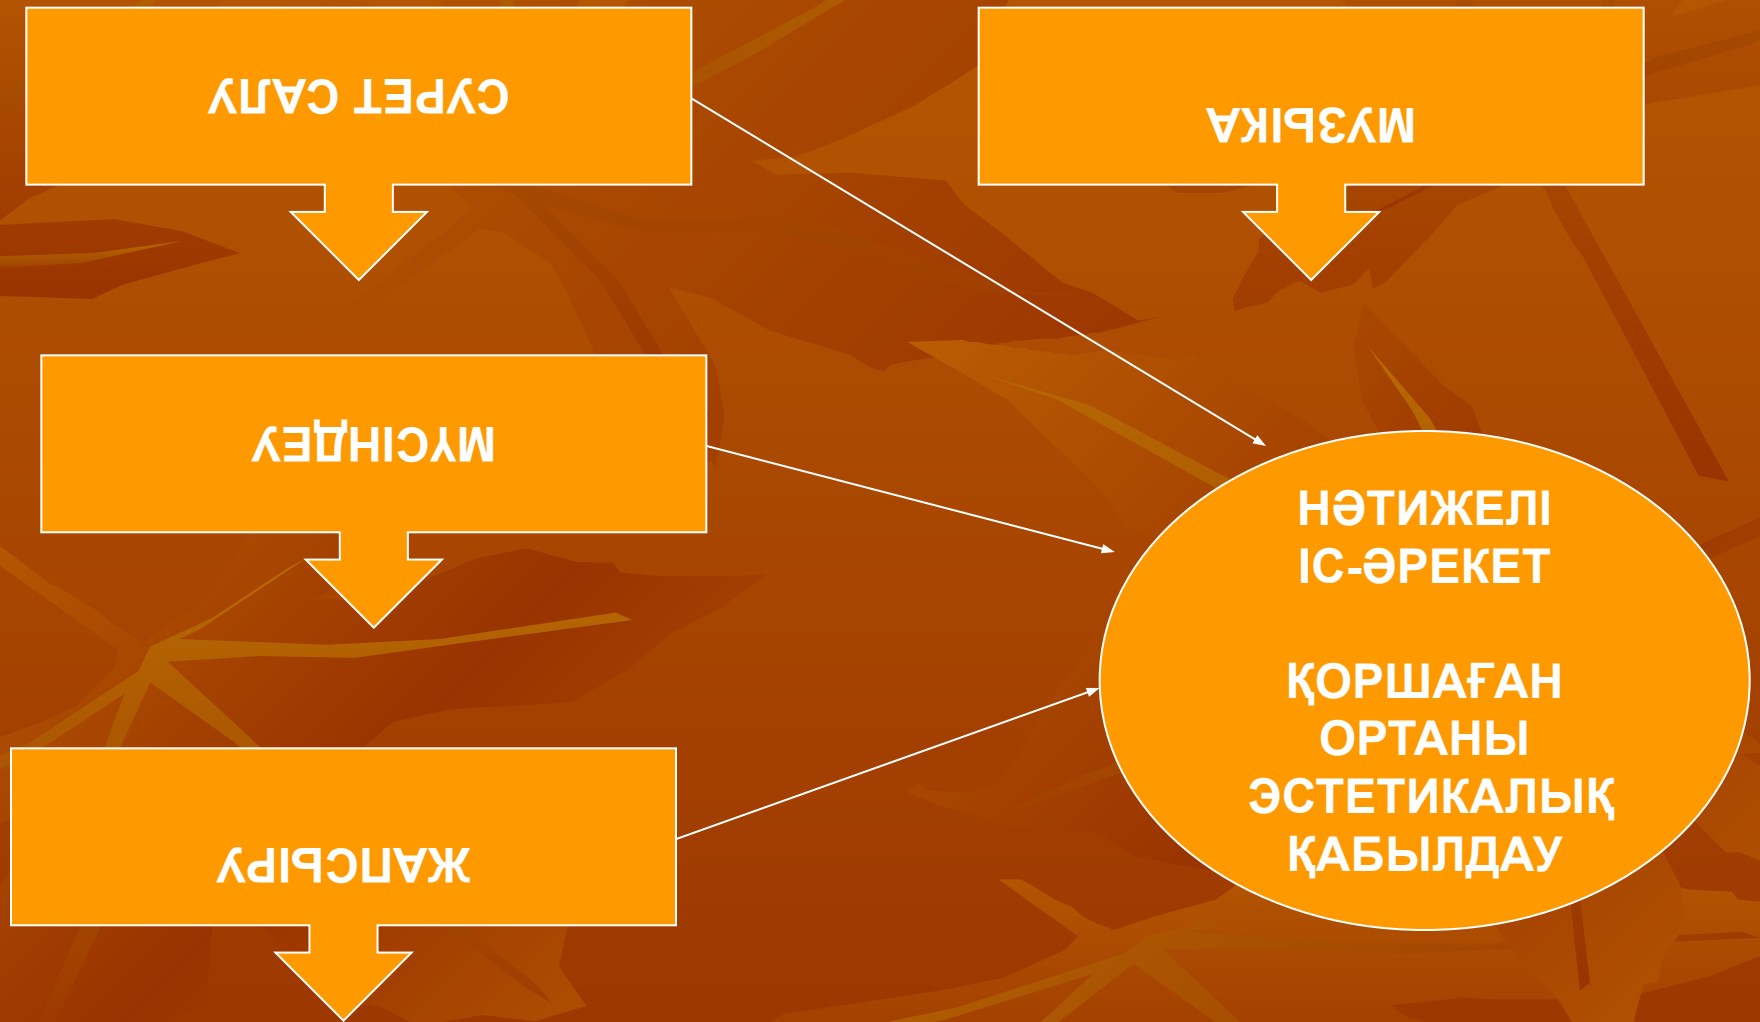 СУРЕТ САЛУ
МУЗЫКА
МҮСІНДЕУ
ЖАПСЫРУ
НӘТИЖЕЛІ
ІС-ӘРЕКЕТ
ҚОРШАҒАН
ОРТАНЫ
ЭСТЕТИКАЛЫҚ
ҚАБЫЛДАУ